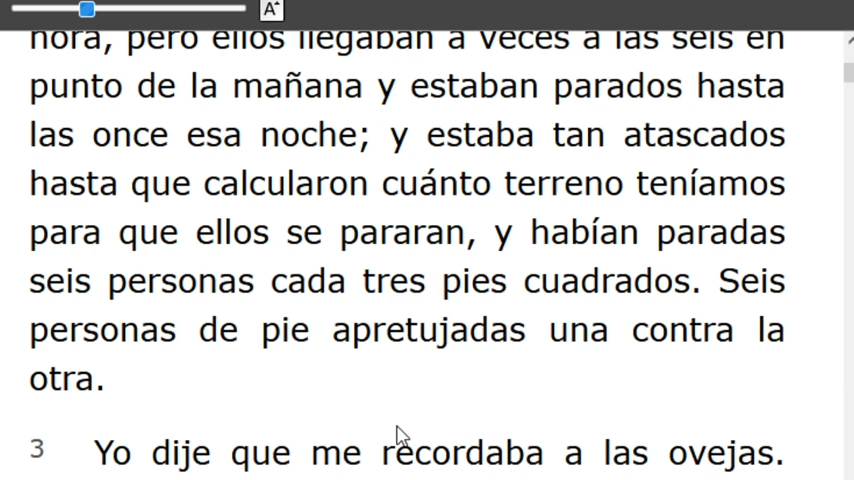 hora, pero ellos llegaban a veces a las seis en
punto de la mañana y estaban parados hasta
las once esa noche; y estaba tan atascados
hasta que calcularon cuánto terreno teníamos
para que ellos se pararan, y habían paradas
seis personas cada tres pies cuadrados. Seis
personas de pie apretujadas una contra la
otra.
3 Yo dije que me recordaba a las ovejas.